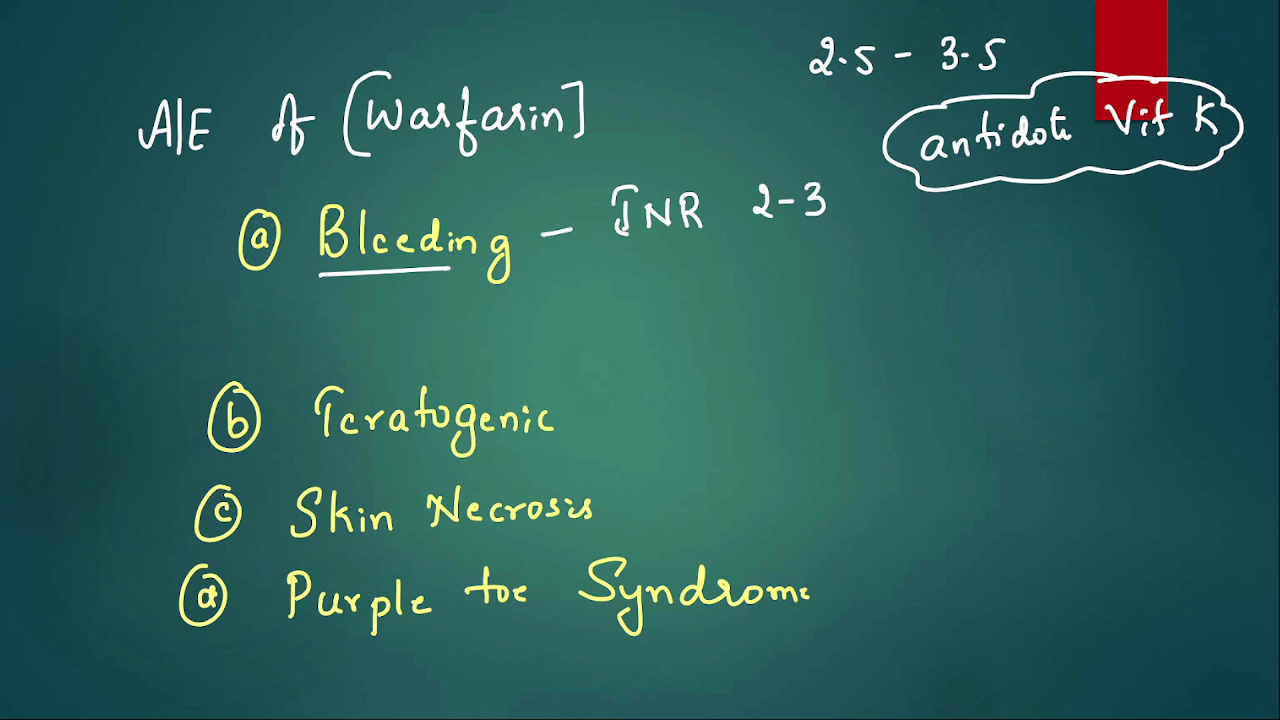 2.5 - 3.5
A/E of [Warfarin]
antidote Vit K
(a) Bleeding - INR 2-3
(b) Teratogenic
(c) Skin Necrosis
(d) Purple toe Syndrome